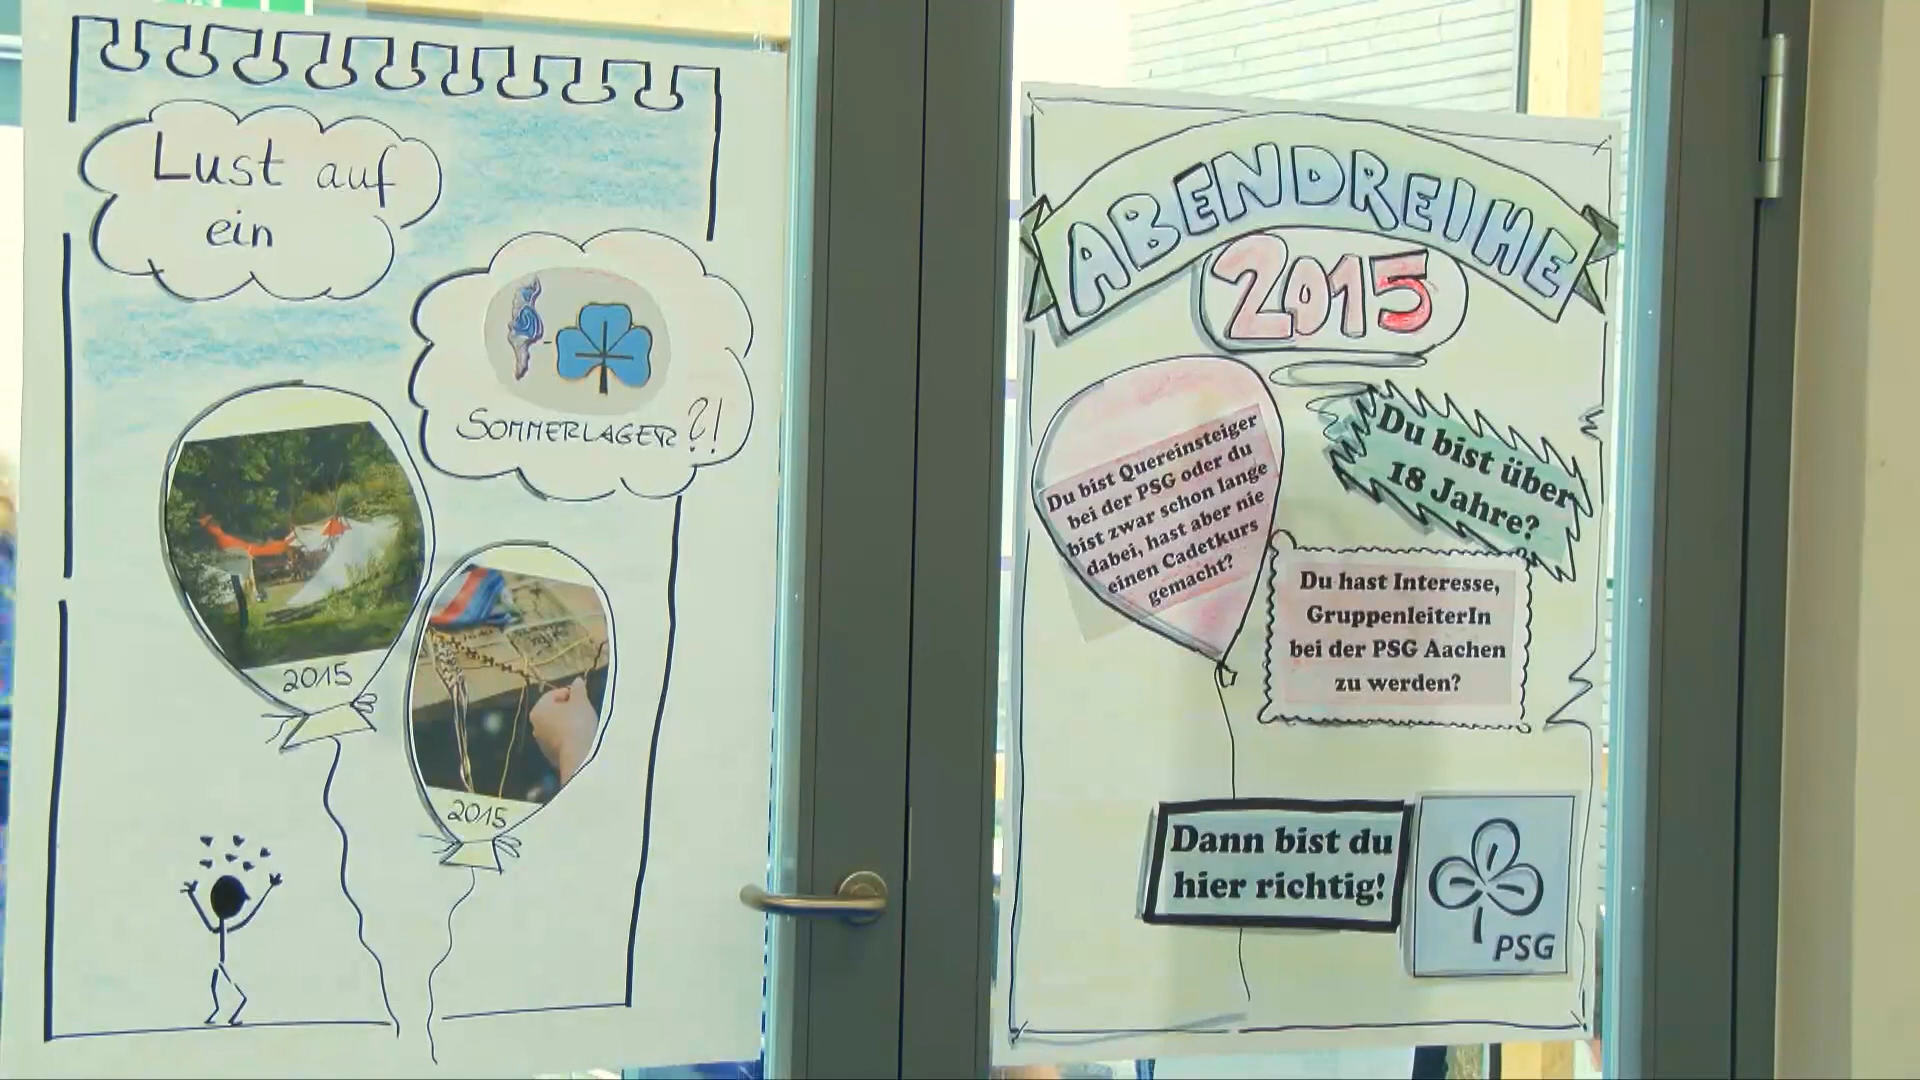 Lust auf
ein
SOMMERLAGER?!
2015
2015
ABENDREIHE
2015
Du bist Quereinsteiger
bei der PSG oder du
bist zwar schon lange
dabei, hast aber nie
einen Cadetkurs
gemacht?
Du bist über
18 Jahre?
Du hast Interesse,
GruppenleiterIn
bei der PSG Aachen
zu werden?
Dann bist du
hier richtig!
PSG